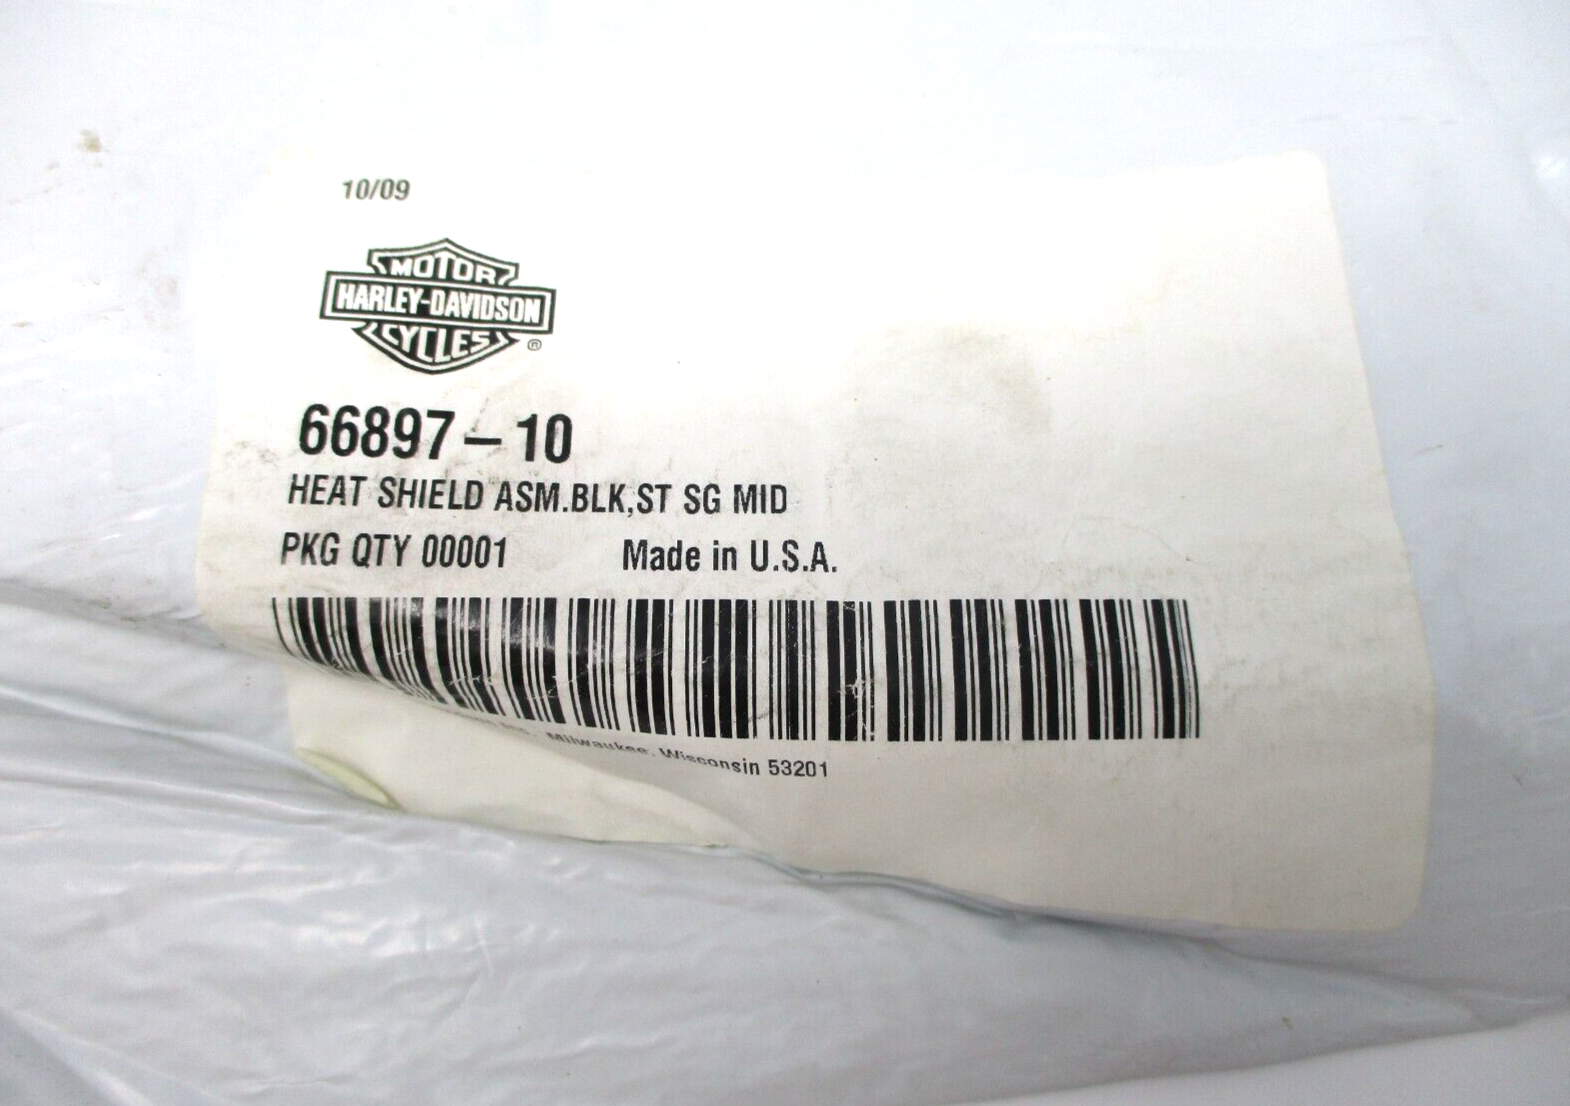 10/09
MOTOR
HARLEY-DAVIDSON
CYCLES ®
66897-10
HEAT SHIELD ASM.BLK,ST SG MID
PKG QTY 00001 Made in U.S.A.
Milwaukee, Wisconsin 53201